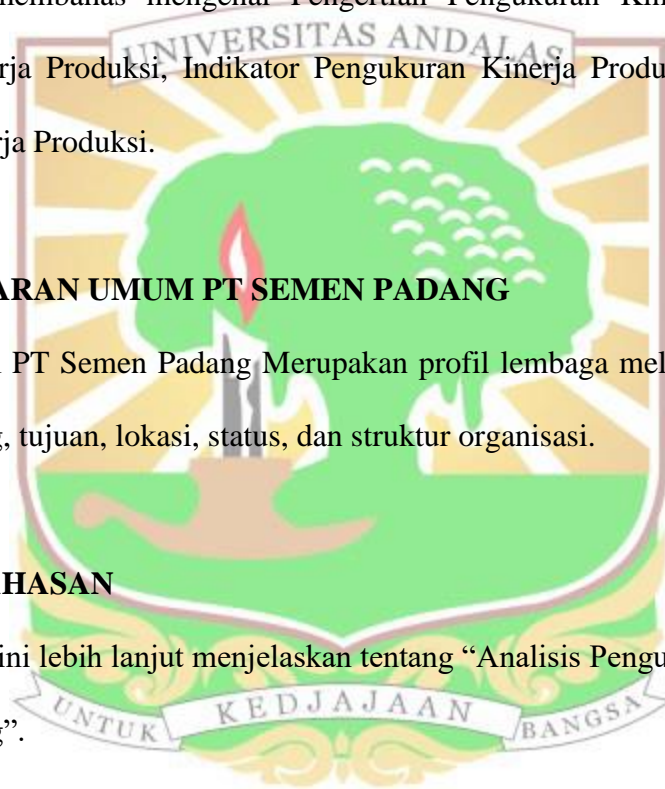 membahas mengenai Pengertian Pengukuran
UNIVERSITAS ANDALAS
rja Produksi, Indikator Pengukuran Kinerja Produ
rja Produksi.
ARAN UMUM PT SEMEN PADANG
PT Semen Padang Merupakan profil lembaga mel
g, tujuan, lokasi, status, dan struktur organisasi.
AHASAN
ini lebih lanjut menjelaskan tentang “Analisis Pengu
UNTUK KEDJAJAAN BANGSA
g”.